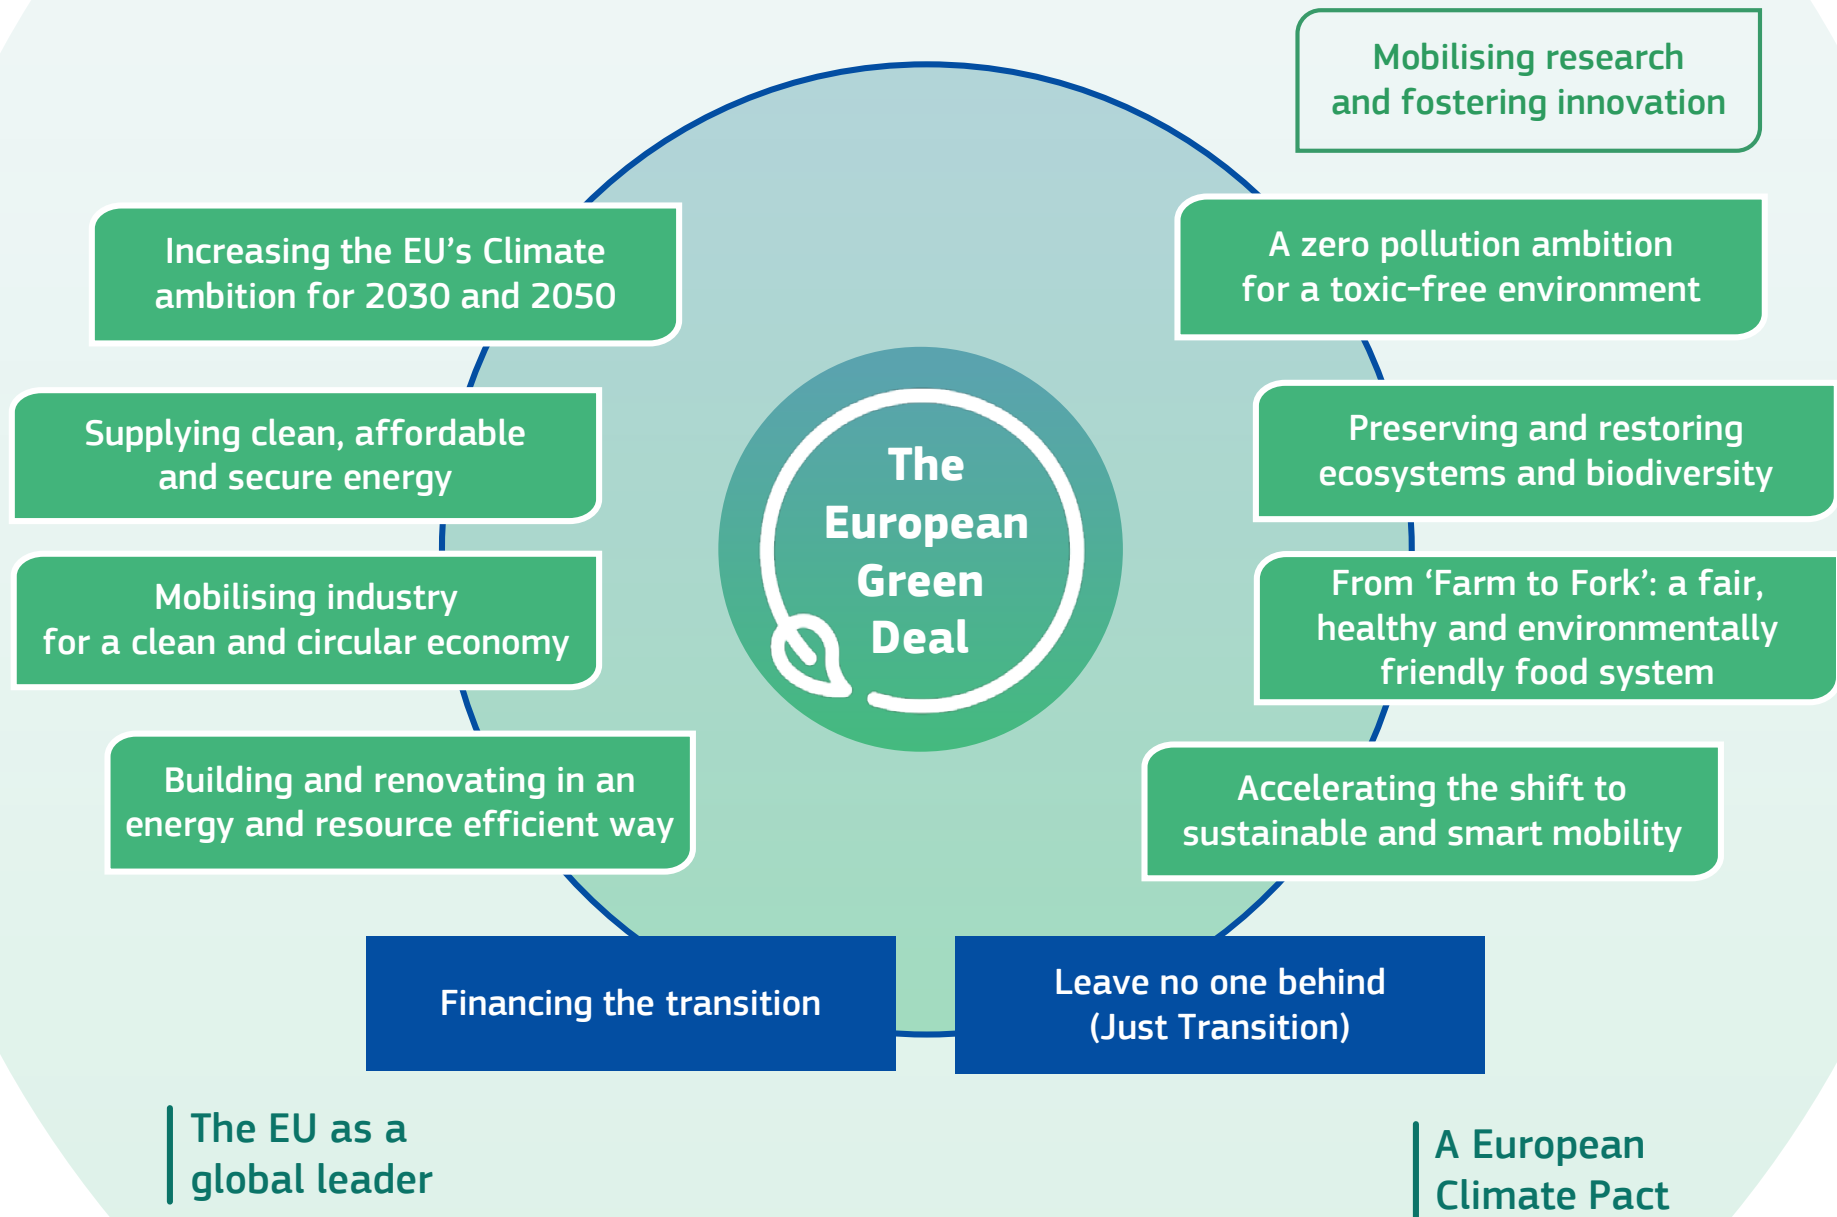 Mobilising research
and fostering innovation
Increasing the EU’s Climate
ambition for 2030 and 2050
Supplying clean, affordable
and secure energy
Mobilising industry
for a clean and circular economy
Building and renovating in an
energy and resource efficient way
The
European
Green
Deal
A zero pollution ambition
for a toxic-free environment
Preserving and restoring
ecosystems and biodiversity
From ‘Farm to Fork’: a fair,
healthy and environmentally
friendly food system
Accelerating the shift to
sustainable and smart mobility
Financing the transition
Leave no one behind
(Just Transition)
The EU as a
global leader
A European
Climate Pact